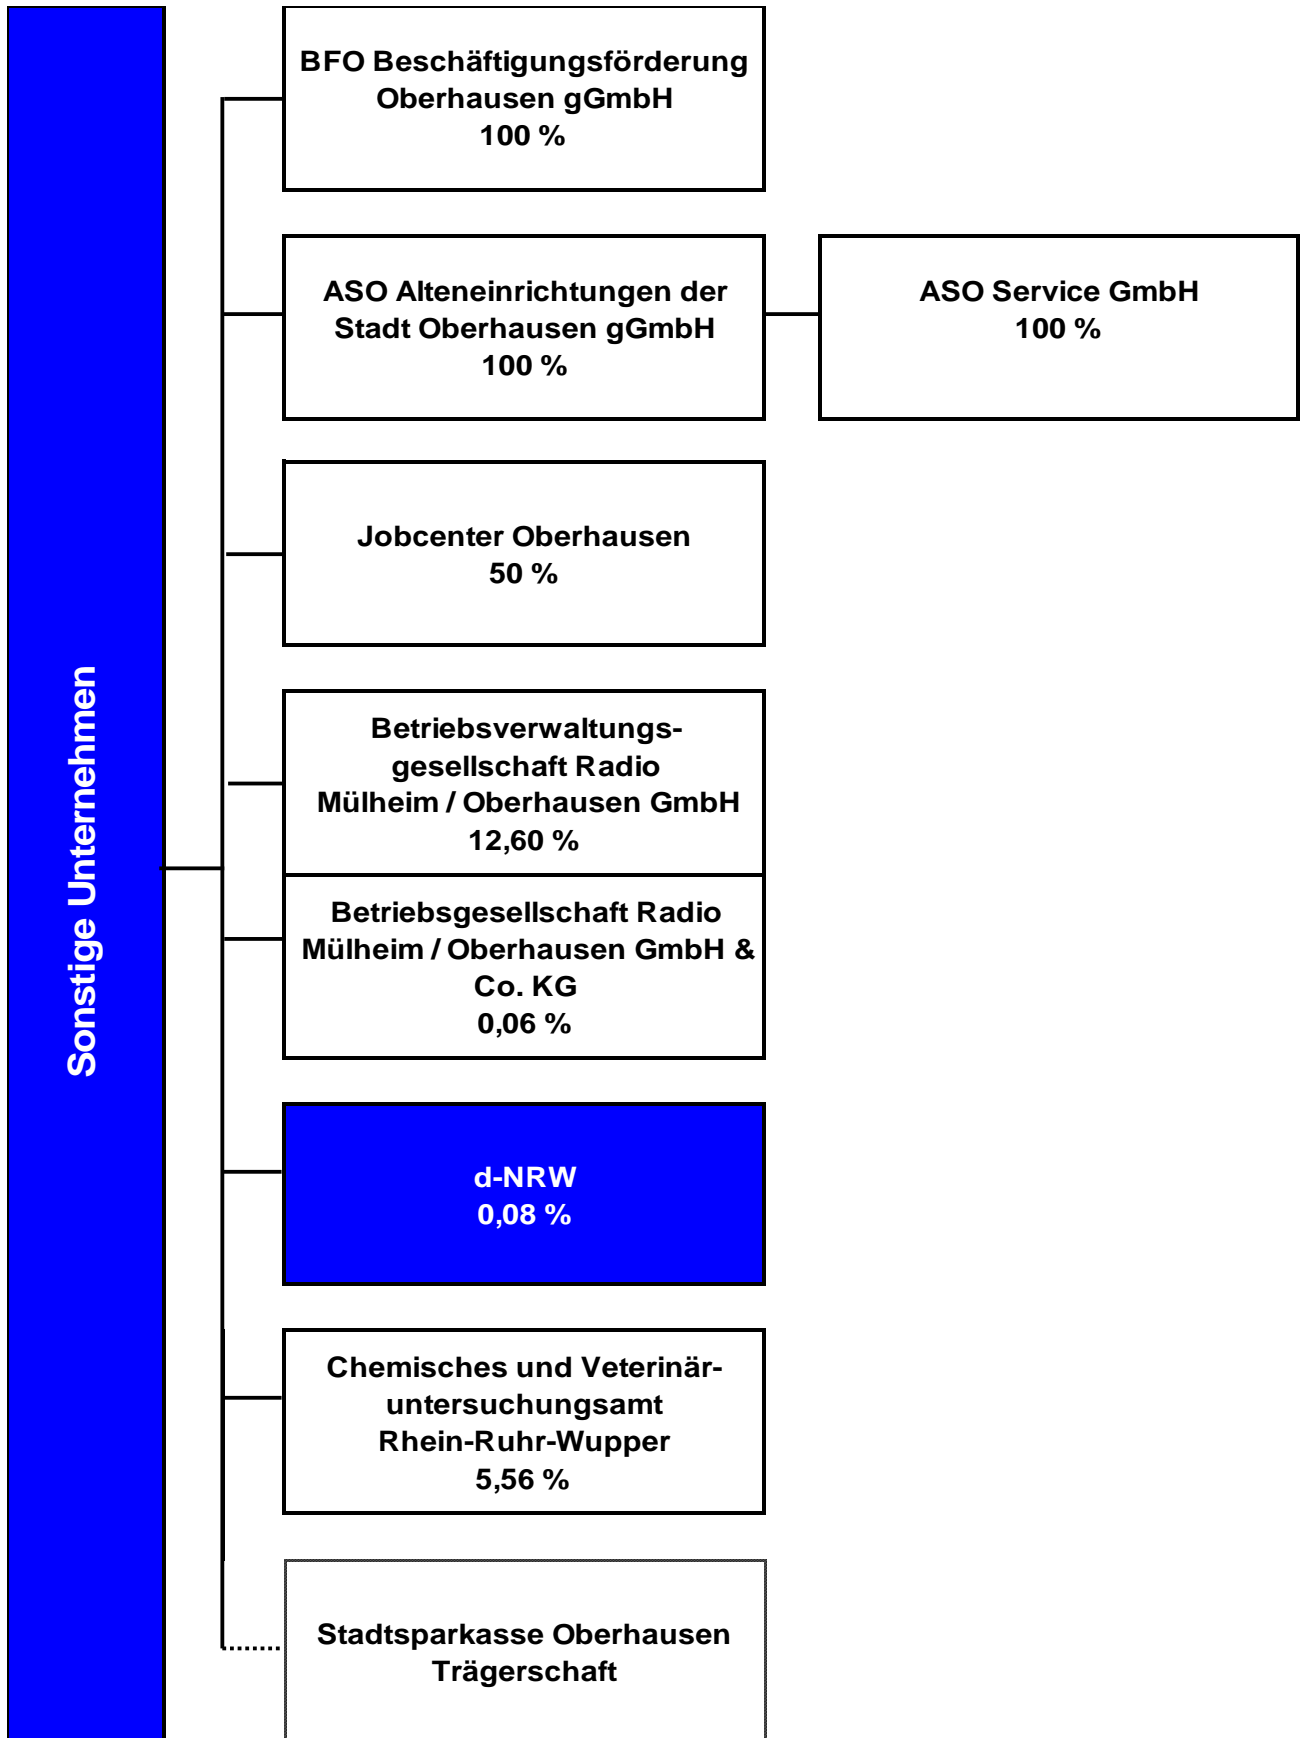 Sonstige Unternehmen
BFO Beschäftigungsförderung
Oberhausen gGmbH
100 %
ASO Alteneinrichtungen der
Stadt Oberhausen gGmbH
100 %
ASO Service GmbH
100 %
Jobcenter Oberhausen
50 %
Betriebsverwaltungs-
gesellschaft Radio
Mülheim / Oberhausen GmbH
12,60 %
Betriebsgesellschaft Radio
Mülheim / Oberhausen GmbH &
Co. KG
0,06 %
d-NRW
0,08 %
Chemisches und Veterinär-
untersuchungsamt
Rhein-Ruhr-Wupper
5,56 %
Stadtsparkasse Oberhausen
Trägerschaft